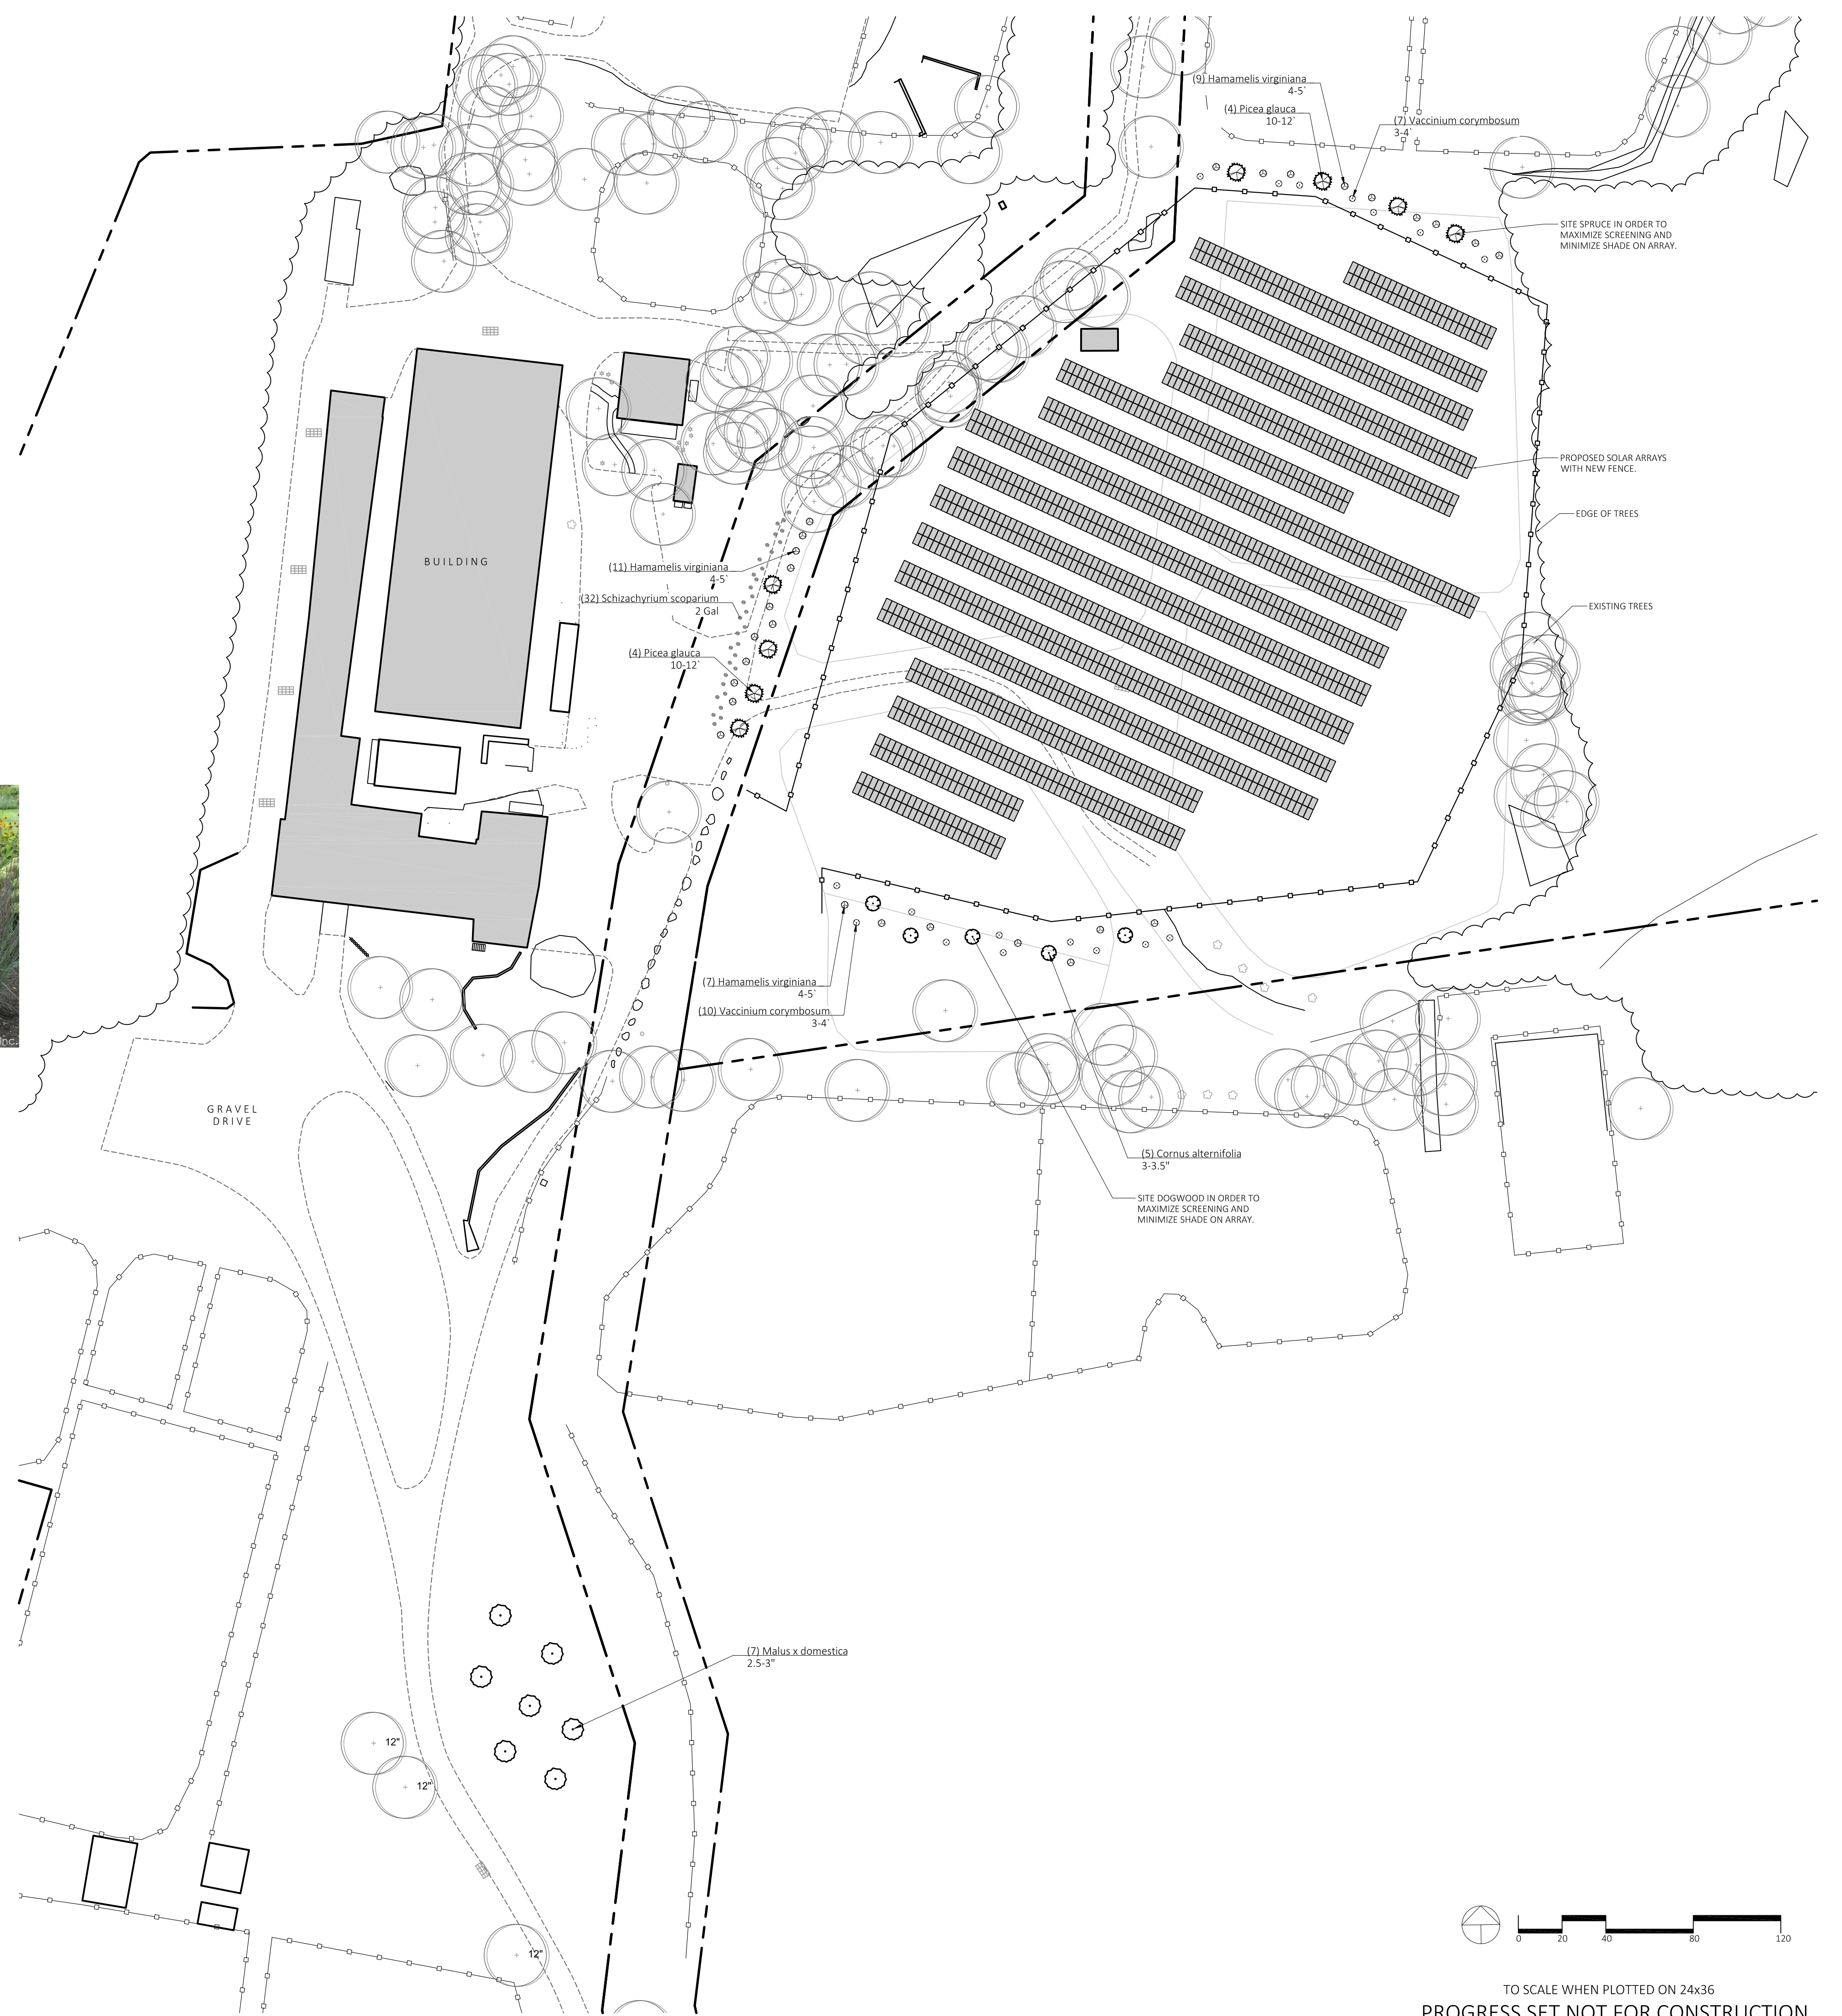 (9) Hamamelis virginiana
4-5`
(4) Picea glauca
10-12`
(7) Vaccinium corymbosum
3-4`
SITE SPRUCE IN ORDER TO
MAXIMIZE SCREENING AND
MINIMIZE SHADE ON ARRAY.
PROPOSED SOLAR ARRAYS
WITH NEW FENCE.
EDGE OF TREES
EXISTING TREES
BUILDING
(11) Hamamelis virginiana
4-5`
(32) Schizachyrium scoparium
2 Gal
(4) Picea glauca
10-12`
Inc.
(7) Hamamelis virginiana
4-5`
(10) Vaccinium corymbosum
3-4`
GRAVEL
DRIVE
(5) Cornus alternifolia
3-3.5"
SITE DOGWOOD IN ORDER TO
MAXIMIZE SCREENING AND
MINIMIZE SHADE ON ARRAY.
(7) Malus x domestica
2.5-3"
12"
12"
12"
0 20 40 80 120
TO SCALE WHEN PLOTTED ON 24x36
PROGRESS SET NOT FOR CONSTRUCTION